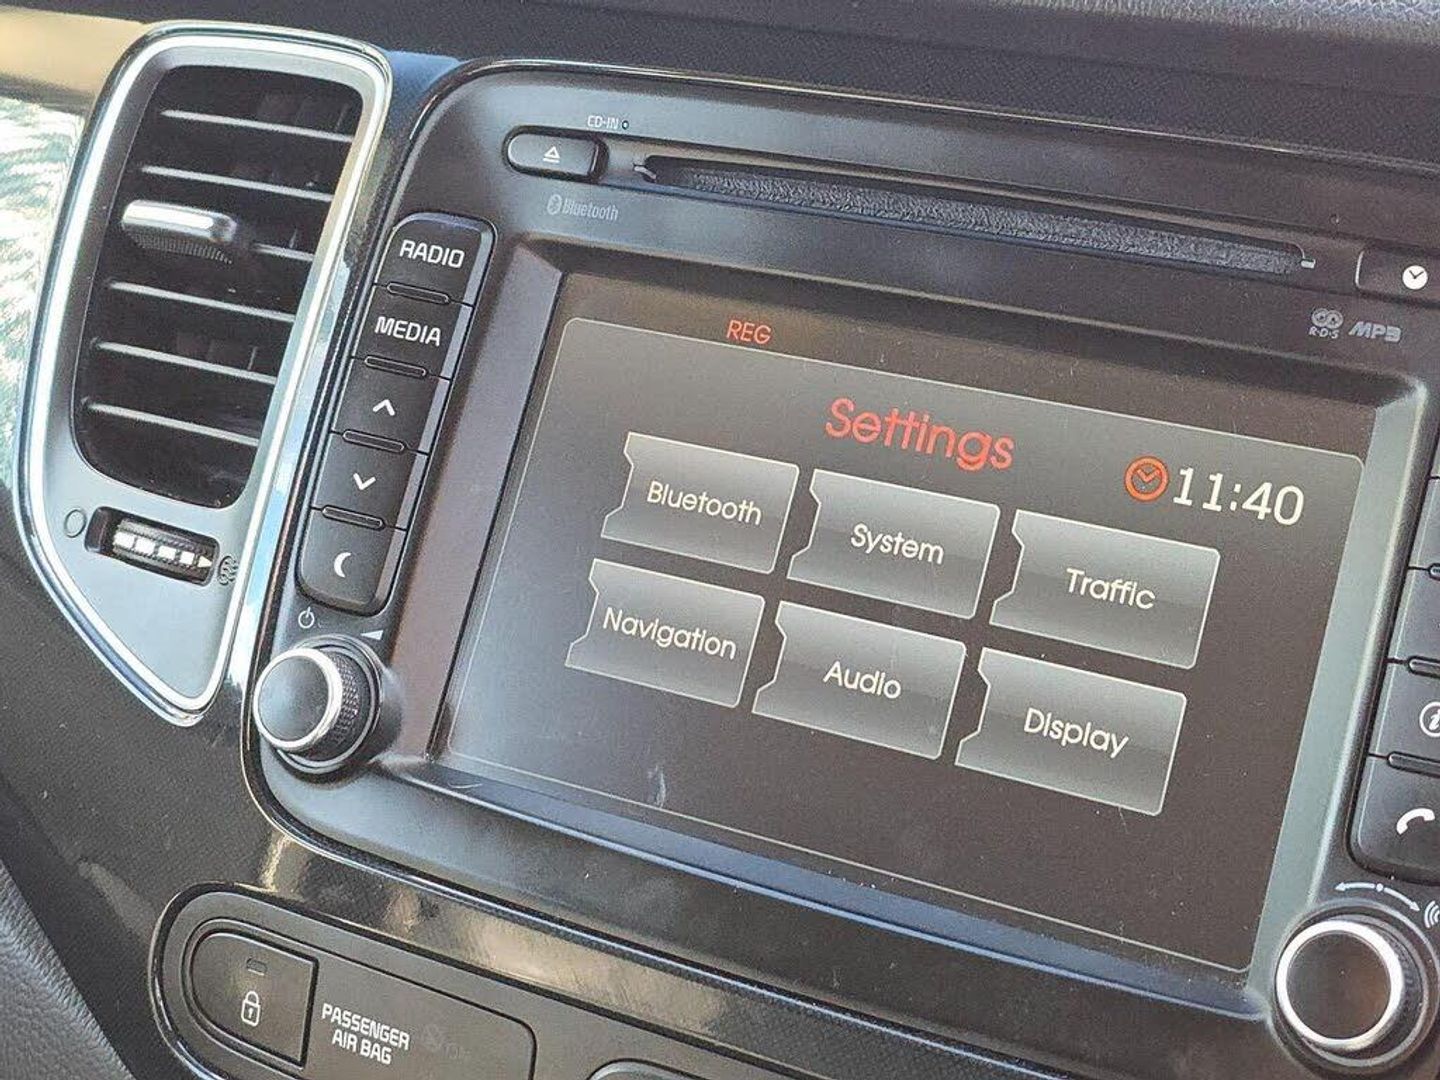 CD-IN
Bluetooth
RADIO
MEDIA
R·D·S MP3
REG
Settings
11:40
Bluetooth System Traffic
Navigation Audio Display
PASSENGER
AIR BAG